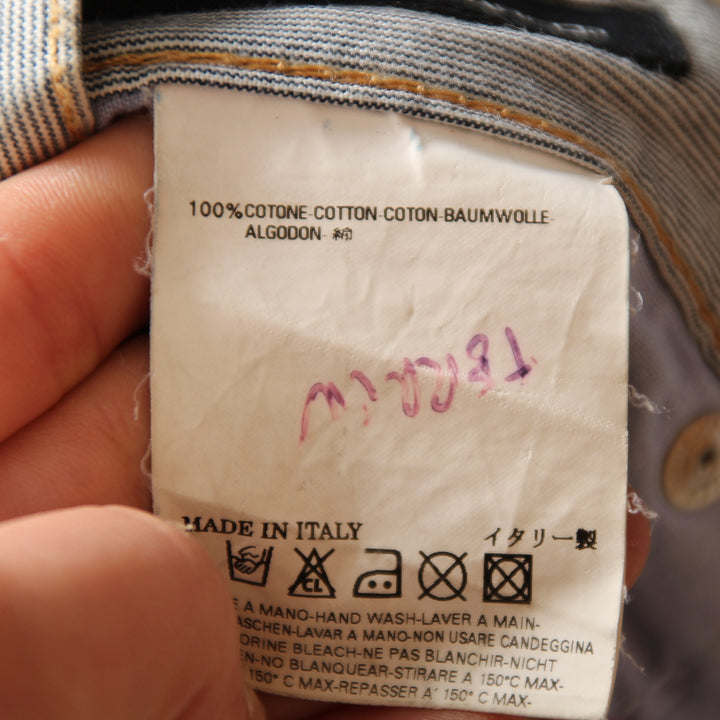 100% COTONE-COTTON-COTON-BAUMWOLLE-
ALGODON- 綿
MADE IN ITALY イタリー製
CL
E A MANO-HAND WASH-LAVER A MAIN-
ASCHEN-LAVAR A MANO-NON USARE CANDEGGINA
ORINE BLEACH-NE PAS BLANCHIR-NICHT
EN-NO BLANQUEAR-STIRARE A 150°C MAX-
150° C MAX-REPASSER A' 150° C MAX-